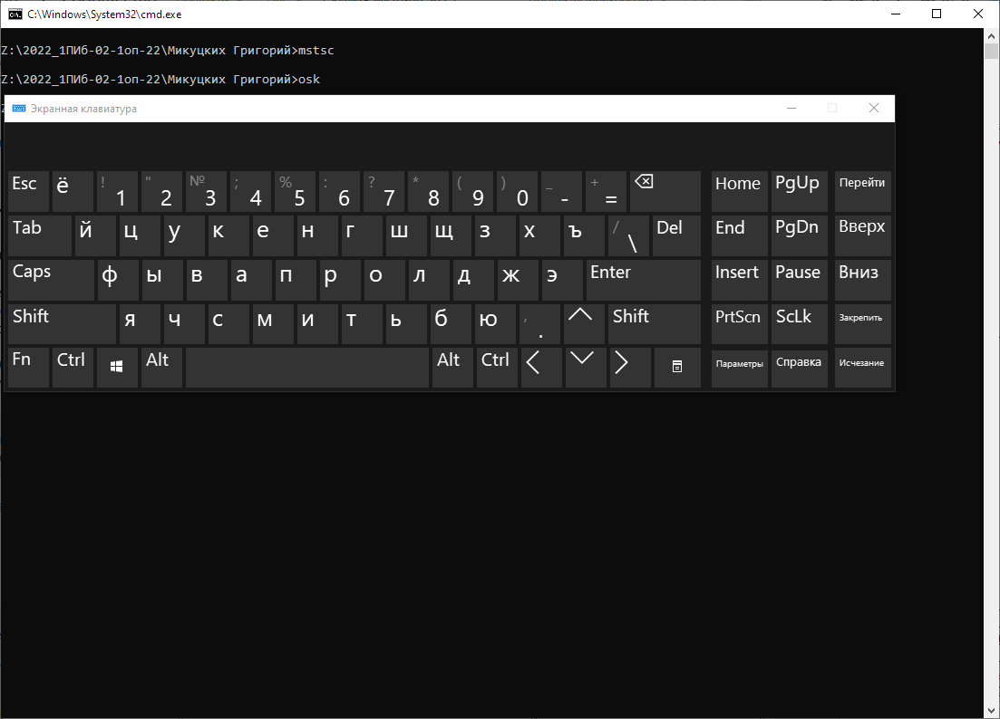 C:\Windows\System32\cmd.exe
Z:\2022_1ПИб-02-1оп-22\Микуцких Григорий>mstsc
Z:\2022_1ПИб-02-1оп-22\Микуцких Григорий>osk
Экранная клавиатура
Esc ё ! 1 " 2 № 3 ; 4 % 5 : 6 ? 7 * 8 ( 9 ) 0 _ - + = Home PgUp Перейти
Tab й ц у к е н г ш щ з х ъ / \ Del End PgDn Вверх
Caps ф ы в а п р о л д ж э Enter Insert Pause Вниз
Shift я ч с м и т ь б ю , . Shift PrtScn ScLk Закрепить
Fn Ctrl Alt Alt Ctrl Параметры Справка Исчезание